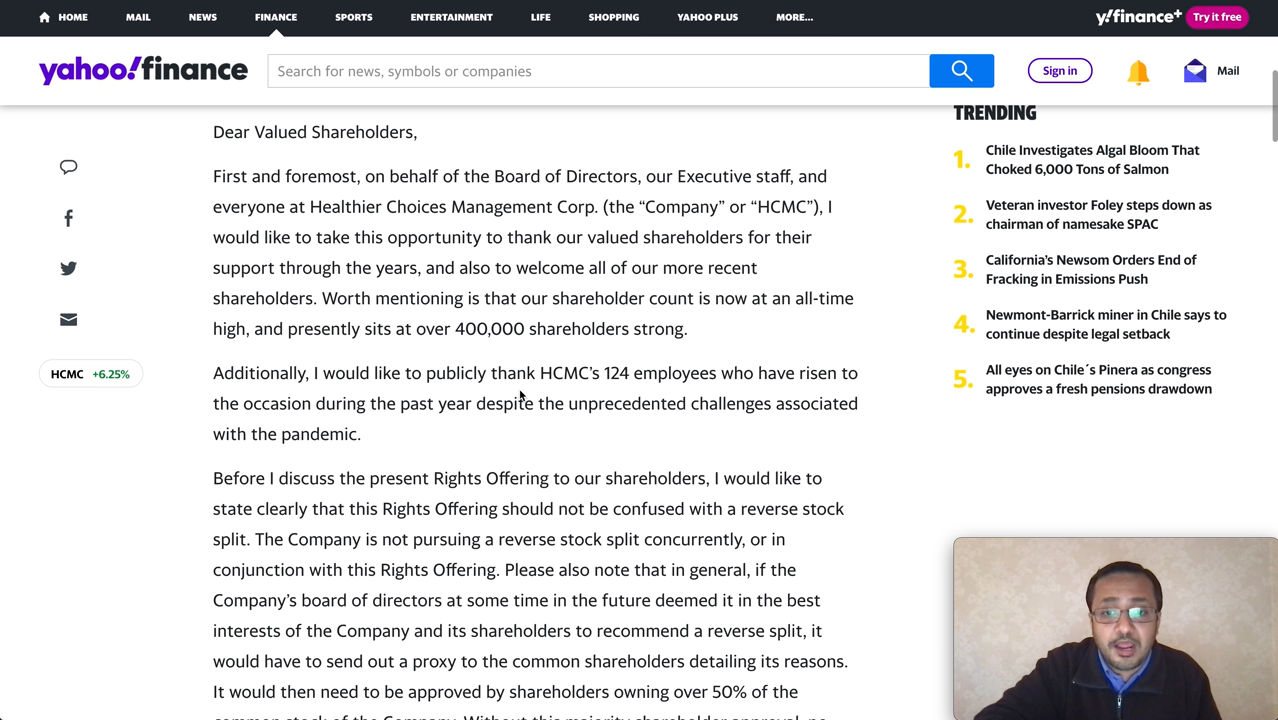 HOME MAIL NEWS FINANCE SPORTS ENTERTAINMENT LIFE SHOPPING YAHOO PLUS MORE...
y!finance+ Try it free
yahoo!finance
Search for news, symbols or companies
Sign in
Mail
Dear Valued Shareholders,
First and foremost, on behalf of the Board of Directors, our Executive staff, and
everyone at Healthier Choices Management Corp. (the “Company” or “HCMC”), I
would like to take this opportunity to thank our valued shareholders for their
support through the years, and also to welcome all of our more recent
shareholders. Worth mentioning is that our shareholder count is now at an all-time
high, and presently sits at over 400,000 shareholders strong.
HCMC +6.25%
Additionally, I would like to publicly thank HCMC’s 124 employees who have risen to
the occasion during the past year despite the unprecedented challenges associated
with the pandemic.
Before I discuss the present Rights Offering to our shareholders, I would like to
state clearly that this Rights Offering should not be confused with a reverse stock
split. The Company is not pursuing a reverse stock split concurrently, or in
conjunction with this Rights Offering. Please also note that in general, if the
Company’s board of directors at some time in the future deemed it in the best
interests of the Company and its shareholders to recommend a reverse split, it
would have to send out a proxy to the common shareholders detailing its reasons.
It would then need to be approved by shareholders owning over 50% of the
common stock of the Company. Without this majority shareholder approval, no
TRENDING
1. Chile Investigates Algal Bloom That
Choked 6,000 Tons of Salmon
2. Veteran investor Foley steps down as
chairman of namesake SPAC
3. California’s Newsom Orders End of
Fracking in Emissions Push
4. Newmont-Barrick miner in Chile says to
continue despite legal setback
5. All eyes on Chile´s Pinera as congress
approves a fresh pensions drawdown